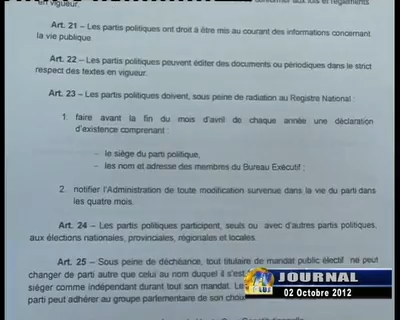 en vigueur.
conformer aux lois et règlements
Art. 21 – Les partis politiques ont droit à être mis au courant des informations concernant
la vie publique.
Art. 22 – Les partis politiques peuvent éditer des documents ou périodiques dans le strict
respect des textes en vigueur.
Art. 23 – Les partis politiques doivent, sous peine de radiation au Registre National :
1. faire avant la fin du mois d'avril de chaque année une déclaration
d'existence comprenant :
– le siège du parti politique,
– les nom et adresse des membres du Bureau Exécutif ;
2. notifier l'Administration de toute modification survenue dans la vie du parti dans
les quatre mois.
Art. 24 – Les partis politiques participent, seuls ou avec d'autres partis politiques,
aux élections nationales, provinciales, régionales et locales.
Art. 25 – Sous peine de déchéance, tout titulaire de mandat public électif ne peut
changer de parti autre que celui au nom duquel il s'est
siéger comme indépendant durant tout son mandat. Le
parti peut adhérer au groupe parlementaire de son choix
PLUS
JOURNAL
02 Octobre 2012